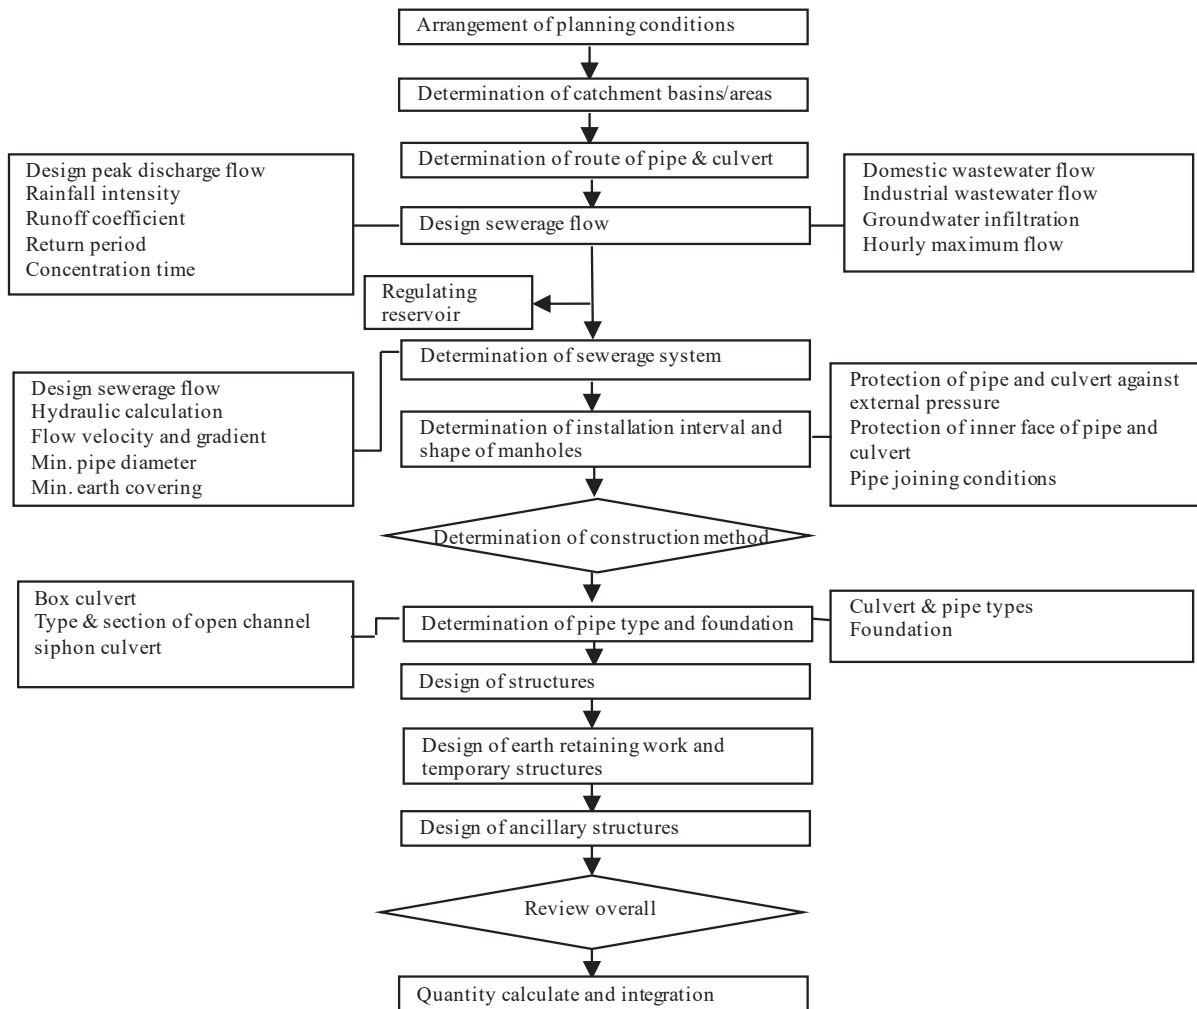 Arrangement of planning conditions
Determination of catchment basins/areas
Determination of route of pipe & culvert
Design peak discharge flow
Rainfall intensity
Runoff coefficient
Return period
Concentration time
Design sewerage flow
Domestic wastewater flow
Industrial wastewater flow
Groundwater infiltration
Hourly maximum flow
Regulating
reservoir
Determination of sewerage system
Design sewerage flow
Hydraulic calculation
Flow velocity and gradient
Min. pipe diameter
Min. earth covering
Determination of installation interval and
shape of manholes
Protection of pipe and culvert against
external pressure
Protection of inner face of pipe and
culvert
Pipe joining conditions
Determination of construction method
Box culvert
Type & section of open channel
siphon culvert
Determination of pipe type and foundation
Culvert & pipe types
Foundation
Design of structures
Design of earth retaining work and
temporary structures
Design of ancillary structures
Review overall
Quantity calculate and integration